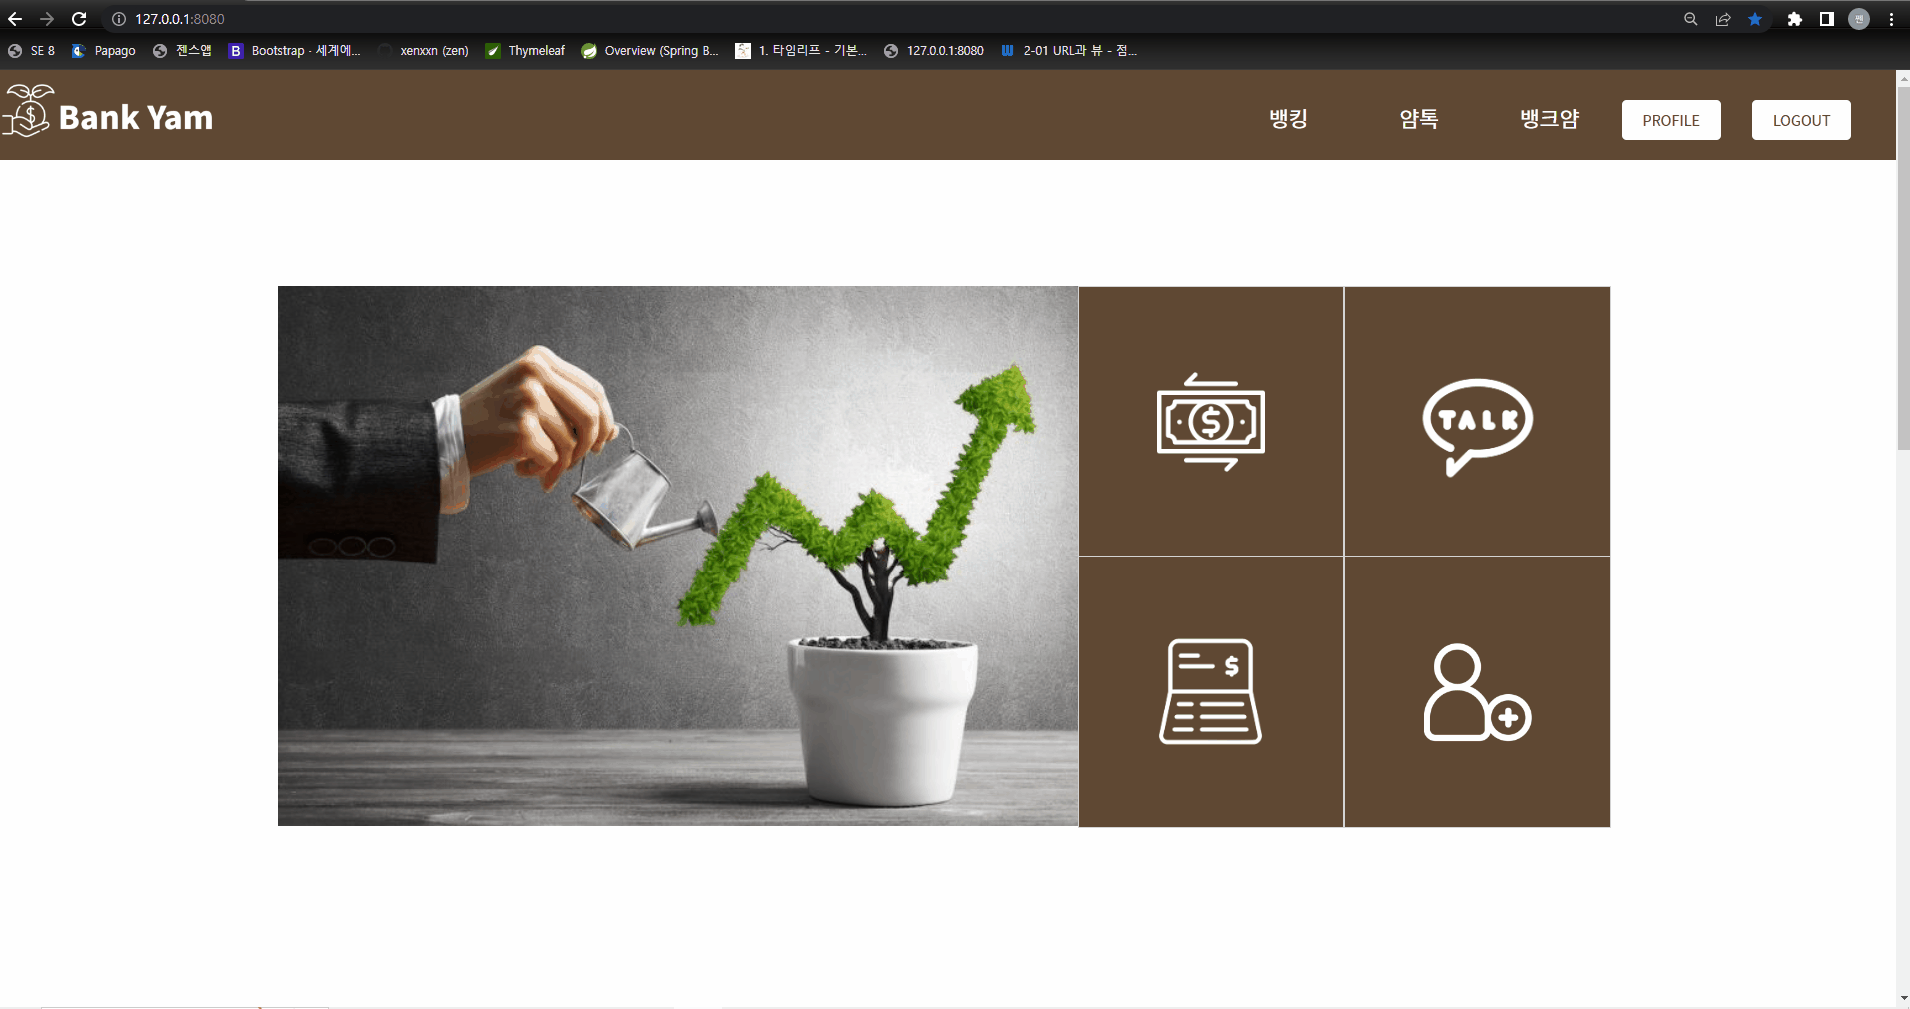 127.0.0.1:8080
SE 8 Papago 젠스앱 Bootstrap · 세계에... xenxxn (zen) Thymeleaf Overview (Spring B... 1. 타임리프 - 기본... 127.0.0.1:8080 2-01 URL과 뷰 - 점...
Bank Yam 뱅킹 얌톡 뱅크얌 PROFILE LOGOUT
$ TALK
$